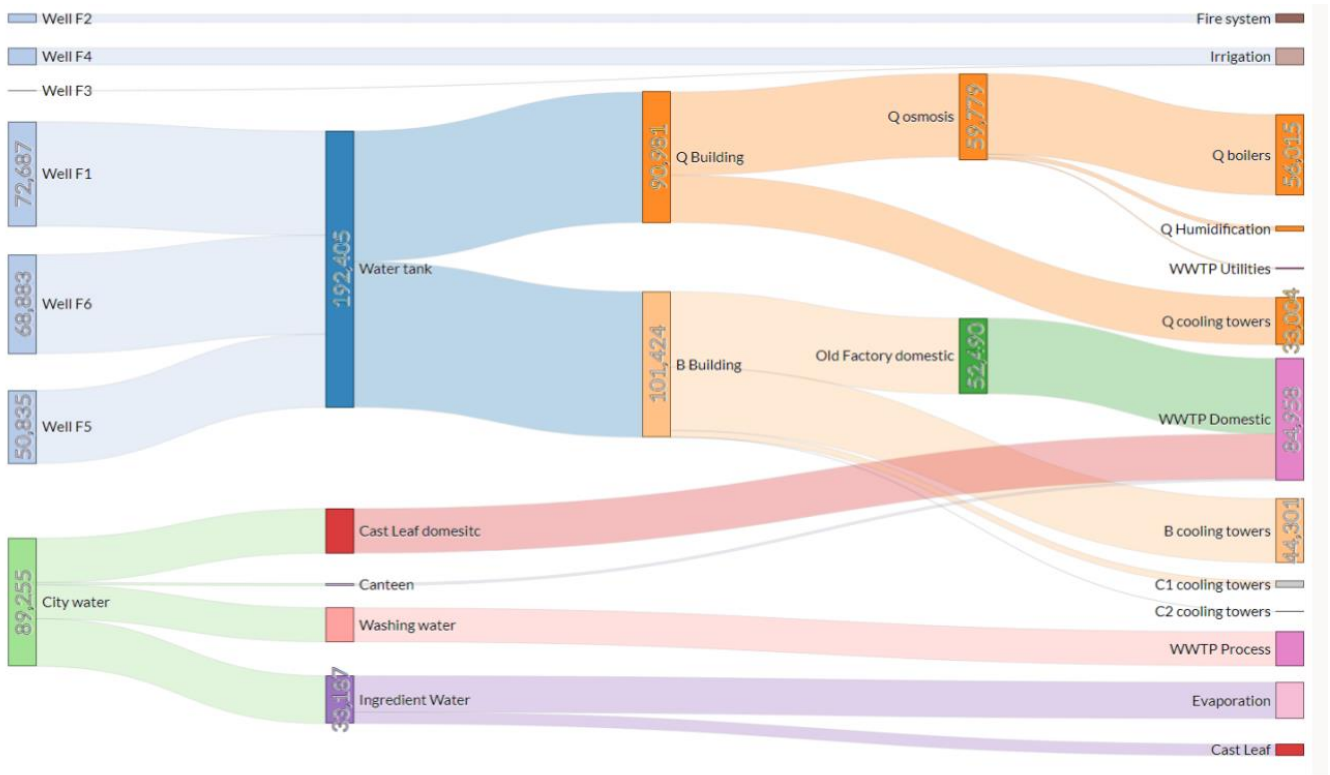 Well F2
Fire system
Well F4
Irrigation
Well F3
72,687
Well F1
68,883
Well F6
50,835
Well F5
89,255
City water
192,405
Water tank
Cast Leaf domesitc
Canteen
Washing water
33,167
Ingredient Water
90,981
Q Building
101,424
B Building
Q osmosis
59,779
Old Factory domestic
52,490
Q boilers
56,015
Q Humidification
WWTP Utilities
Q cooling towers
33,004
WWTP Domestic
84,958
B cooling towers
44,301
C1 cooling towers
C2 cooling towers
WWTP Process
Evaporation
Cast Leaf